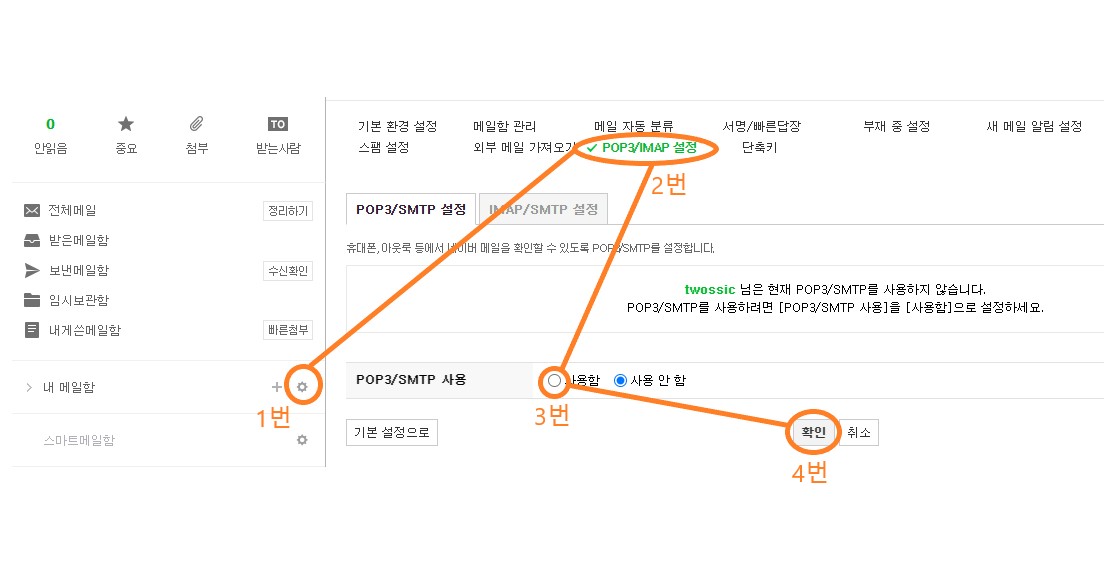 0
안읽음
중요
첨부
TO
받는사람
전체메일 정리하기
받은메일함
보낸메일함 수신확인
임시보관함
내게쓴메일함 빠른첨부
내 메일함
1번
스마트메일함
기본 환경 설정 메일함 관리 메일 자동 분류 서명/빠른답장 부재 중 설정 새 메일 알림 설정
스팸 설정 외부 메일 가져오기 POP3/IMAP 설정 단축키
2번
POP3/SMTP 설정 IMAP/SMTP 설정
휴대폰, 아웃룩 등에서 네이버 메일을 확인할 수 있도록 POP3/SMTP를 설정합니다.
twossic 님은 현재 POP3/SMTP를 사용하지 않습니다.
POP3/SMTP를 사용하려면 [POP3/SMTP 사용]을 [사용함]으로 설정하세요.
POP3/SMTP 사용 사용함 사용 안 함
3번
기본 설정으로 확인 취소
4번